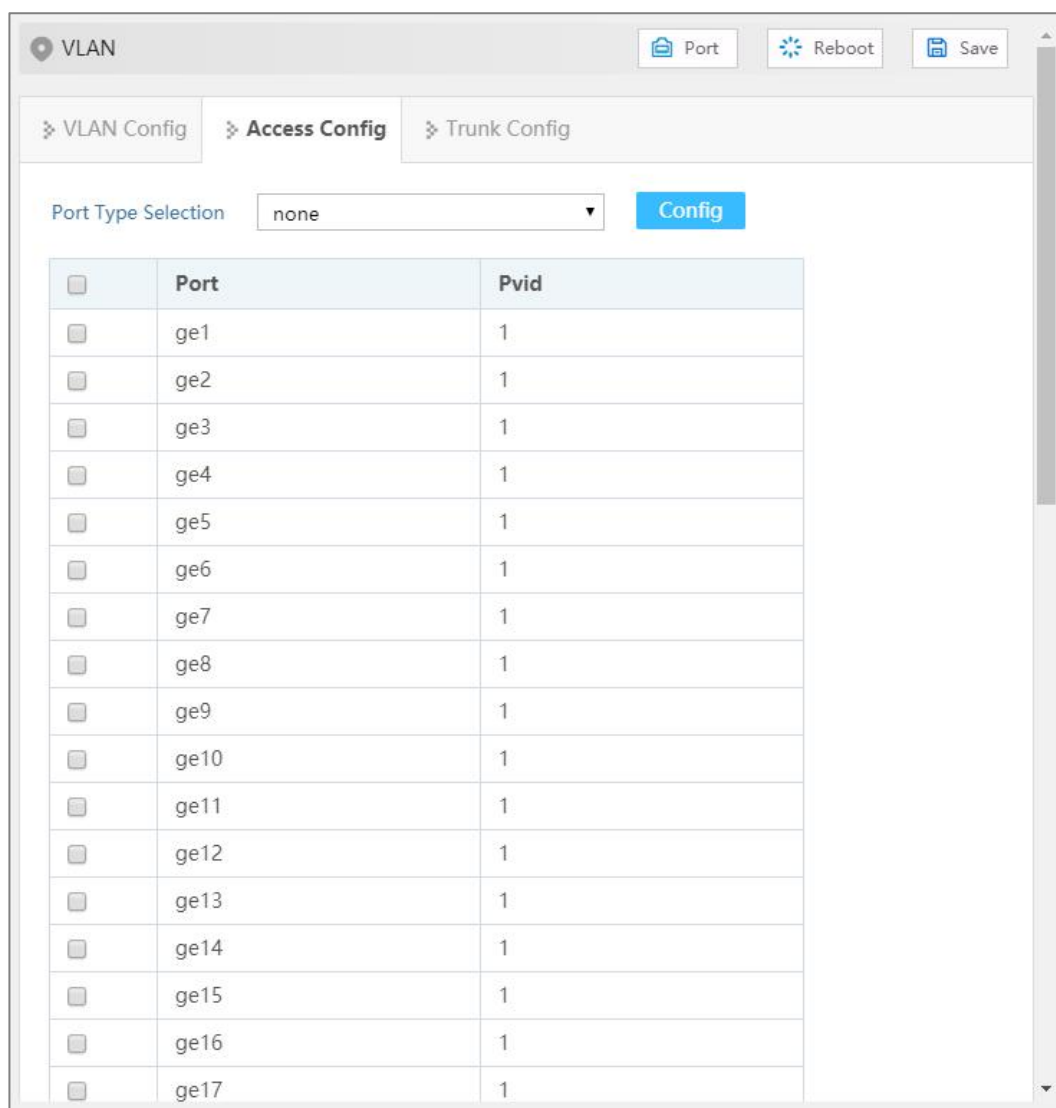 VLAN Port Reboot Save
VLAN Config Access Config Trunk Config
Port Type Selection none Config
Port Pvid
ge1 1
ge2 1
ge3 1
ge4 1
ge5 1
ge6 1
ge7 1
ge8 1
ge9 1
ge10 1
ge11 1
ge12 1
ge13 1
ge14 1
ge15 1
ge16 1
ge17 1